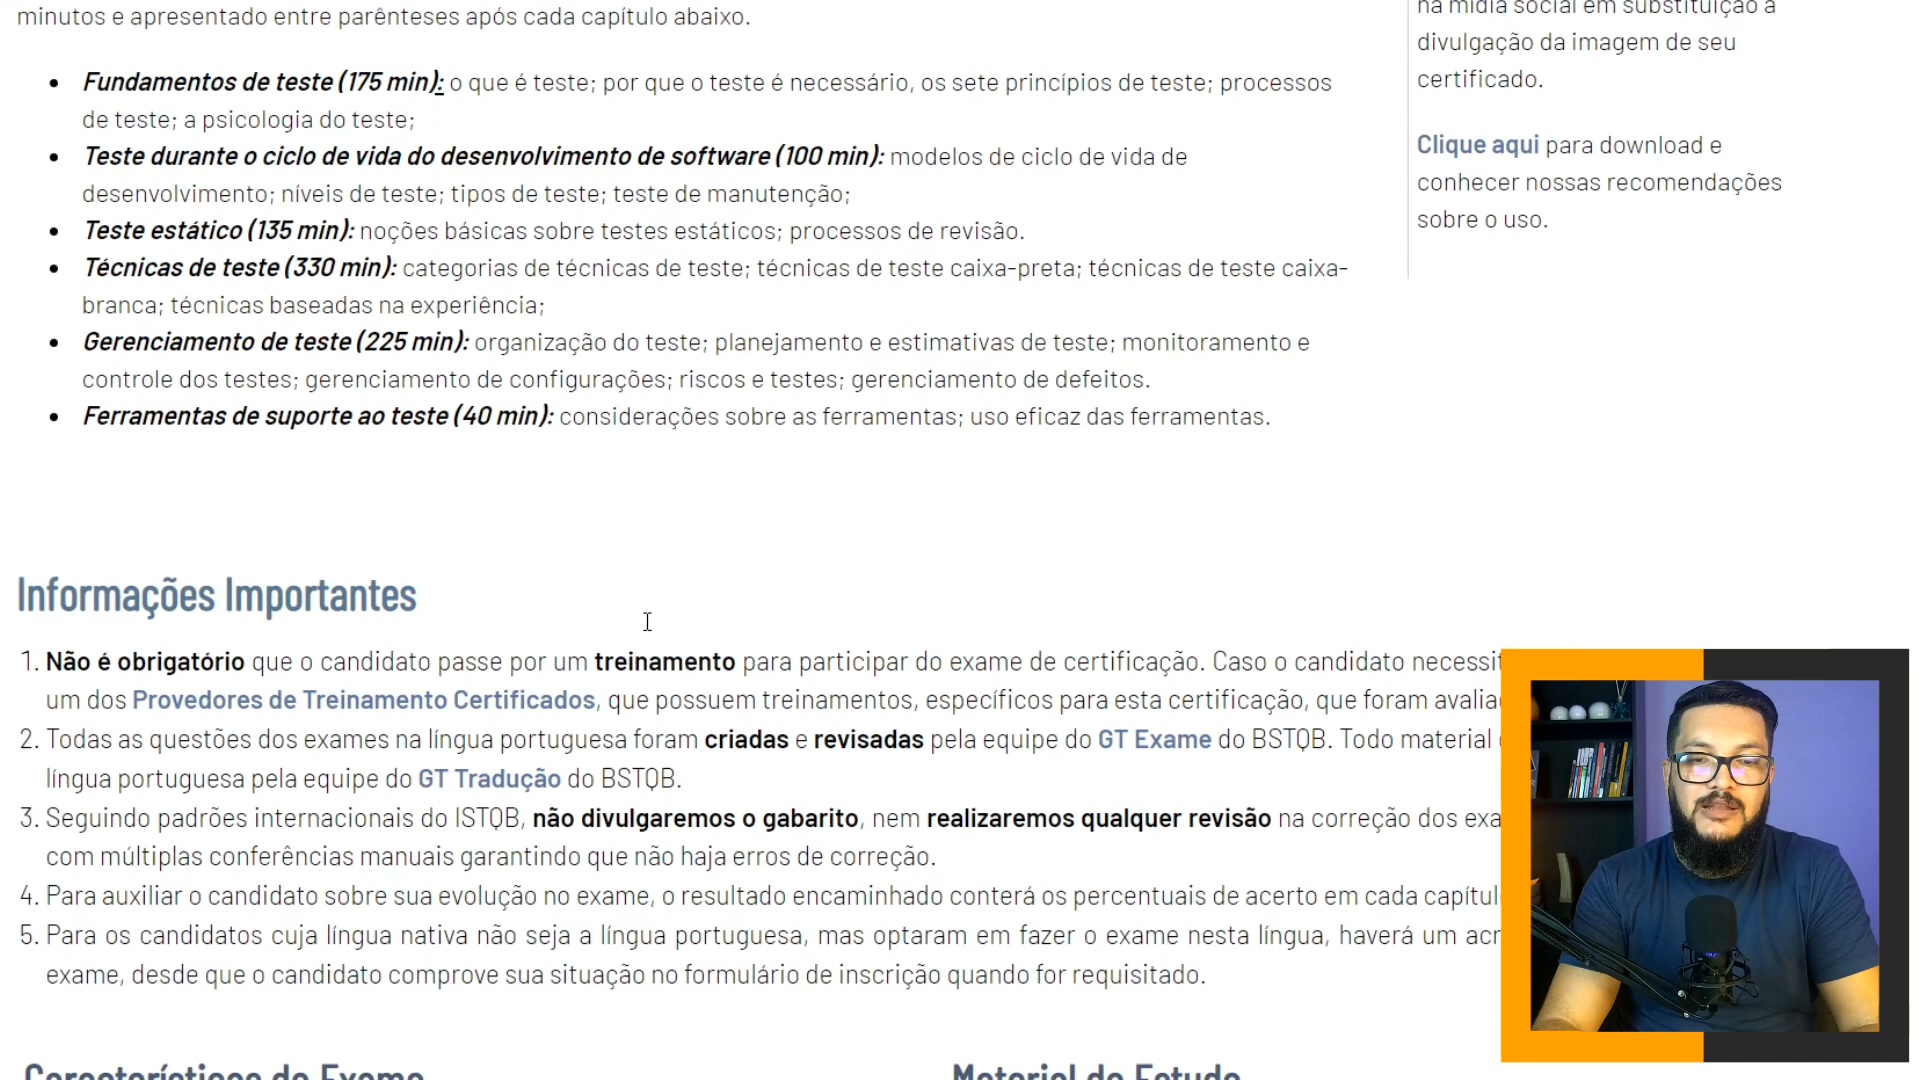 minutos e apresentado entre parênteses após cada capítulo abaixo.
Fundamentos de teste (175 min): o que é teste; por que o teste é necessário, os sete princípios de teste; processos
de teste; a psicologia do teste;
Teste durante o ciclo de vida do desenvolvimento de software (100 min): modelos de ciclo de vida de
desenvolvimento; níveis de teste; tipos de teste; teste de manutenção;
Teste estático (135 min): noções básicas sobre testes estáticos; processos de revisão.
Técnicas de teste (330 min): categorias de técnicas de teste; técnicas de teste caixa-preta; técnicas de teste caixa-
branca; técnicas baseadas na experiência;
Gerenciamento de teste (225 min): organização do teste; planejamento e estimativas de teste; monitoramento e
controle dos testes; gerenciamento de configurações; riscos e testes; gerenciamento de defeitos.
Ferramentas de suporte ao teste (40 min): considerações sobre as ferramentas; uso eficaz das ferramentas.
na mídia social em substituição a
divulgação da imagem de seu
certificado.
Clique aqui para download e
conhecer nossas recomendações
sobre o uso.
Informações Importantes
1. Não é obrigatório que o candidato passe por um treinamento para participar do exame de certificação. Caso o candidato necessit
um dos Provedores de Treinamento Certificados, que possuem treinamentos, específicos para esta certificação, que foram avalia
2. Todas as questões dos exames na língua portuguesa foram criadas e revisadas pela equipe do GT Exame do BSTQB. Todo material
língua portuguesa pela equipe do GT Tradução do BSTQB.
3. Seguindo padrões internacionais do ISTQB, não divulgaremos o gabarito, nem realizaremos qualquer revisão na correção dos exa
com múltiplas conferências manuais garantindo que não haja erros de correção.
4. Para auxiliar o candidato sobre sua evolução no exame, o resultado encaminhado conterá os percentuais de acerto em cada capítul
5. Para os candidatos cuja língua nativa não seja a língua portuguesa, mas optaram em fazer o exame nesta língua, haverá um acr
exame, desde que o candidato comprove sua situação no formulário de inscrição quando for requisitado.
Características do Exame
Material de Estudo